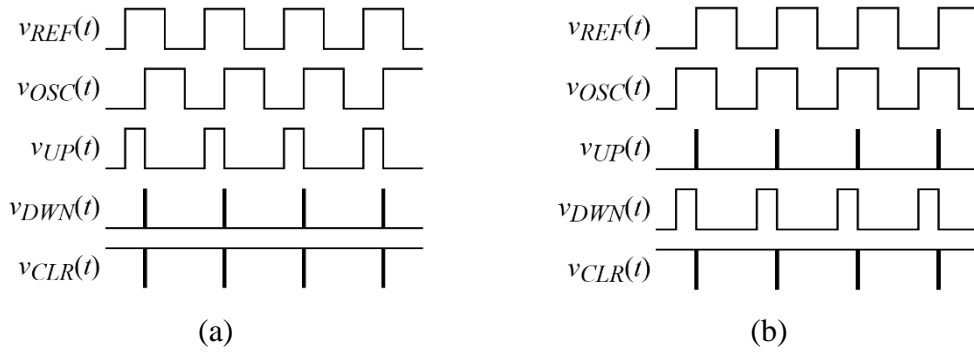 vREF(t)
vOSC(t)
vUP(t)
vDWN(t)
vCLR(t)
(a)
vREF(t)
vOSC(t)
vUP(t)
vDWN(t)
vCLR(t)
(b)